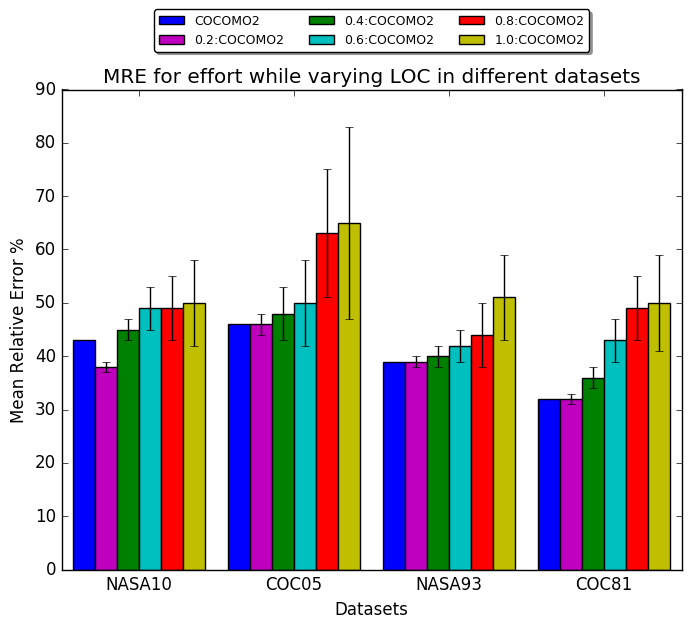 COCOMO2 0.4:COCOMO2 0.8:COCOMO2
0.2:COCOMO2 0.6:COCOMO2 1.0:COCOMO2
MRE for effort while varying LOC in different datasets
90
80
70
60
50
40
30
20
10
0
Mean Relative Error %
NASA10 COC05 NASA93 COC81
Datasets